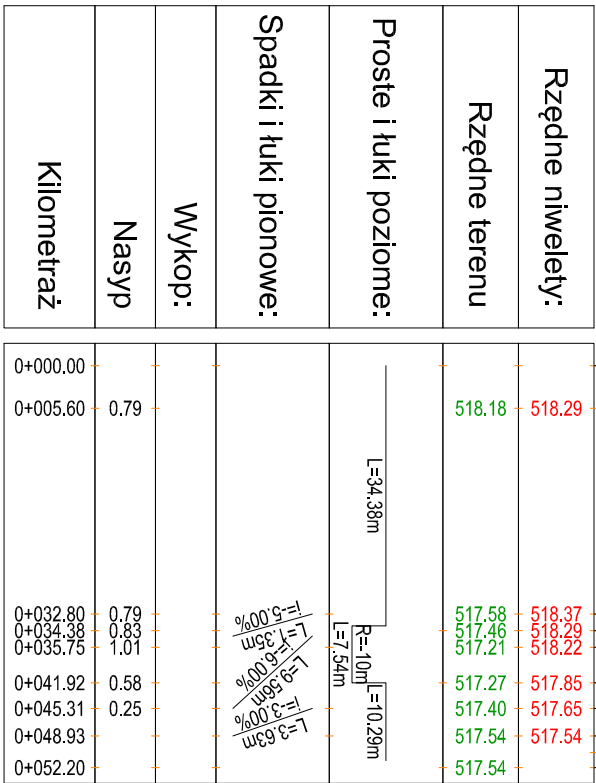 Rzędne niwelety:
Rzędne terenu
Proste i łuki poziome:
Spadki i łuki pionowe:
Wykop:
Nasyp
Kilometraż
0+000.00
0+005.60 0.79 518.18 518.29
L=34.38m
0+032.80 0.79 517.58 518.37
0+034.38 0.83 517.46 518.29
0+035.75 1.01 517.21 518.22
0+041.92 0.58 517.27 517.85
0+045.31 0.25 517.40 517.65
0+048.93 517.54 517.54
0+052.20 517.54
R=-10m
L=7.54m
L=10.29m
i=-5.00%
L=1.35m
i=-6.00%
L=9.56m
i=-3.00%
L=3.63m